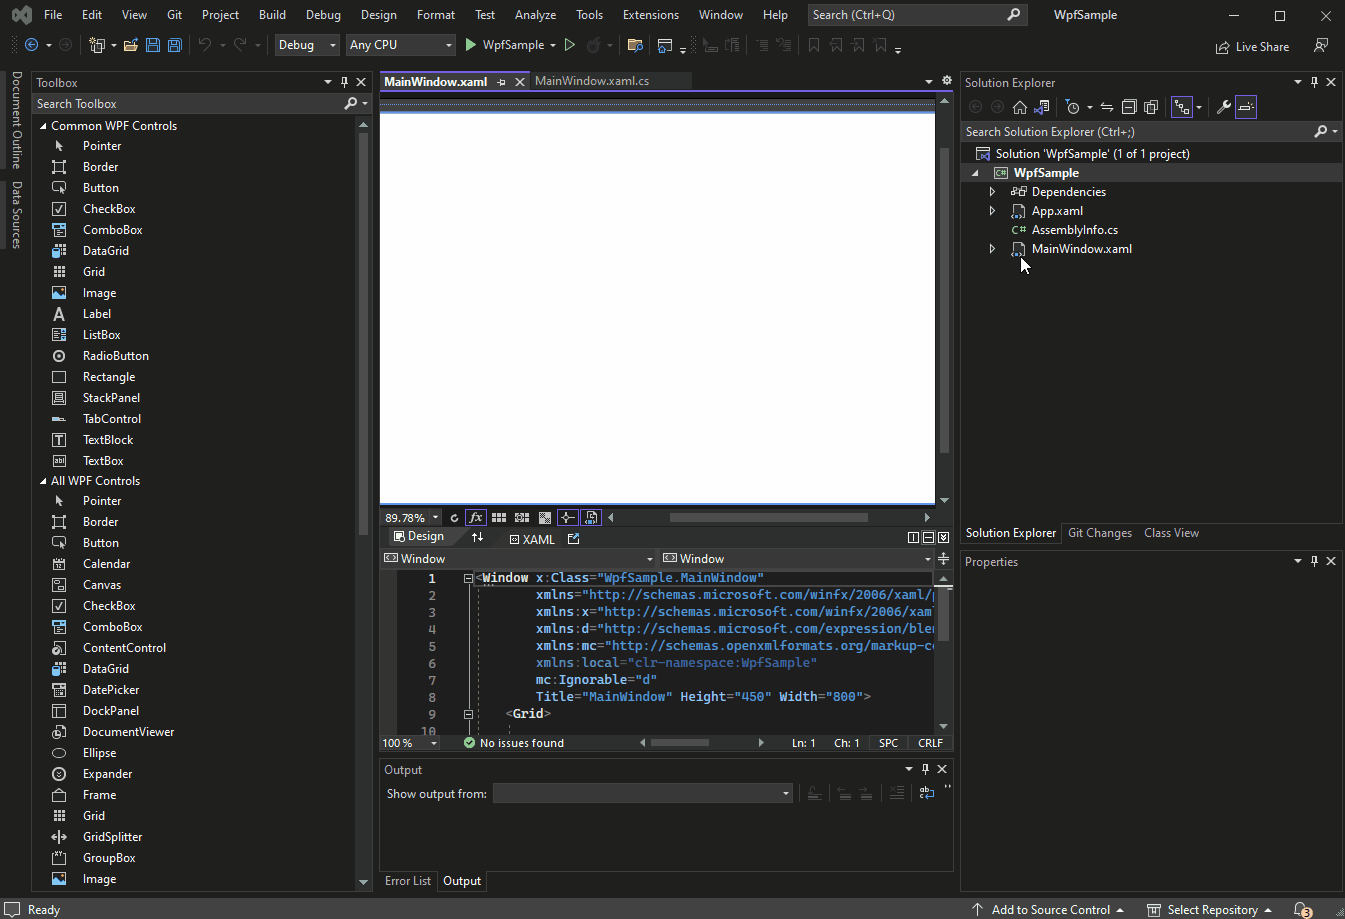 File Edit View Git Project Build Debug Design Format Test Analyze Tools Extensions Window Help Search (Ctrl+Q) WpfSample
Debug Any CPU WpfSample Live Share
Document Outline
Data Sources
Toolbox
Search Toolbox
Common WPF Controls
Pointer
Border
Button
CheckBox
ComboBox
DataGrid
Grid
Image
Label
ListBox
RadioButton
Rectangle
StackPanel
TabControl
TextBlock
TextBox
All WPF Controls
Pointer
Border
Button
Calendar
Canvas
CheckBox
ComboBox
ContentControl
DataGrid
DatePicker
DockPanel
DocumentViewer
Ellipse
Expander
Frame
Grid
GridSplitter
GroupBox
Image
MainWindow.xaml MainWindow.xaml.cs
89.78%
Design XAML
Window Window
1 <Window x:Class="WpfSample.MainWindow"
2 xmlns="http://schemas.microsoft.com/winfx/2006/xaml/
3 xmlns:x="http://schemas.microsoft.com/winfx/2006/xam
4 xmlns:d="http://schemas.microsoft.com/expression/ble
5 xmlns:mc="http://schemas.openxmlformats.org/markup-c
6 xmlns:local="clr-namespace:WpfSample"
7 mc:Ignorable="d"
8 Title="MainWindow" Height="450" Width="800">
9 <Grid>
10
100 % No issues found Ln: 1 Ch: 1 SPC CRLF
Output
Show output from:
Error List Output
Solution Explorer
Search Solution Explorer (Ctrl+;)
Solution 'WpfSample' (1 of 1 project)
C# WpfSample
Dependencies
App.xaml
C# AssemblyInfo.cs
MainWindow.xaml
Solution Explorer Git Changes Class View
Properties
Ready Add to Source Control Select Repository 3